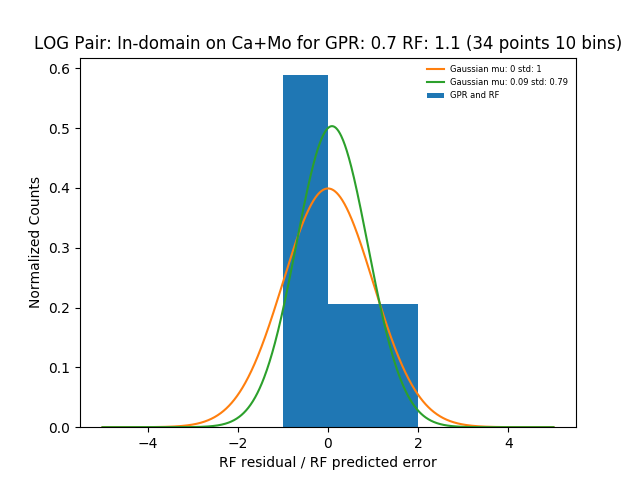 LOG Pair: In-domain on Ca+Mo for GPR: 0.7 RF: 1.1 (34 points 10 bins)
Gaussian mu: 0 std: 1
Gaussian mu: 0.09 std: 0.79
GPR and RF
Normalized Counts
0.6
0.5
0.4
0.3
0.2
0.1
0.0
−4 −2 0 2 4
RF residual / RF predicted error